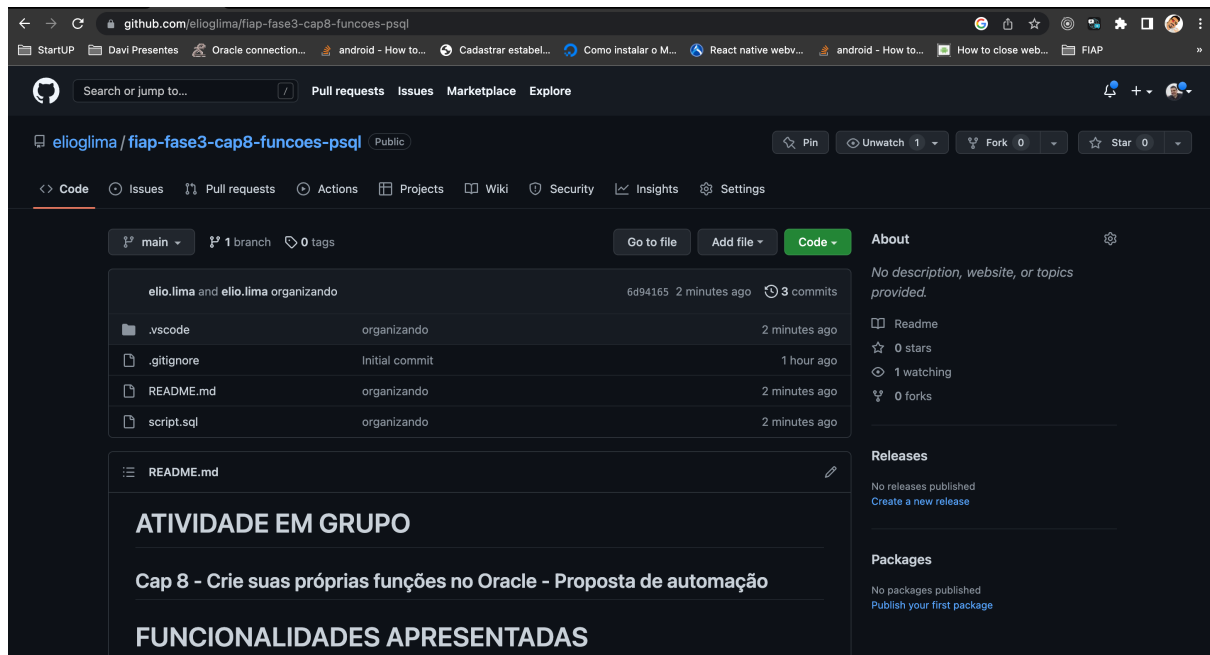 github.com/elioglima/fiap-fase3-cap8-funcoes-psql
StartUP Davi Presentes Oracle connection... android - How to... Cadastrar estabel... Como instalar o M... React native webv... android - How to... How to close web... FIAP »
Search or jump to... / Pull requests Issues Marketplace Explore
elioglima / fiap-fase3-cap8-funcoes-psql Public Pin Unwatch 1 Fork 0 Star 0
<> Code Issues Pull requests Actions Projects Wiki Security Insights Settings
main 1 branch 0 tags Go to file Add file Code
elio.lima and elio.lima organizando 6d94165 2 minutes ago 3 commits
.vscode organizando 2 minutes ago
.gitignore Initial commit 1 hour ago
README.md organizando 2 minutes ago
script.sql organizando 2 minutes ago
README.md
ATIVIDADE EM GRUPO
Cap 8 - Crie suas próprias funções no Oracle - Proposta de automação
FUNCIONALIDADES APRESENTADAS
About
No description, website, or topics
provided.
Readme
0 stars
1 watching
0 forks
Releases
No releases published
Create a new release
Packages
No packages published
Publish your first package